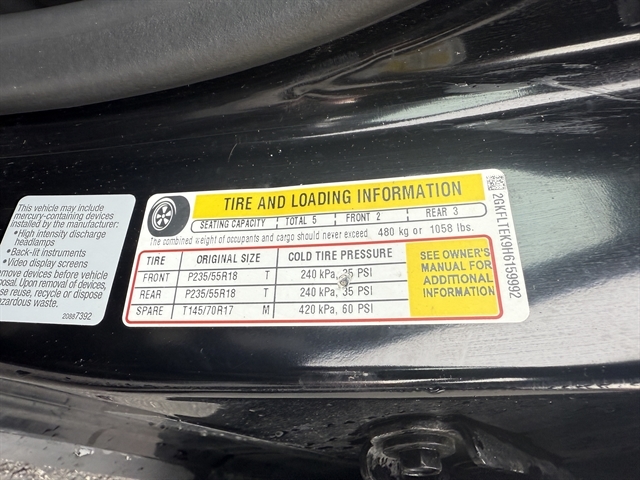 This vehicle may include
mercury-containing devices
installed by the manufacturer:
• High intensity discharge
headlamps
• Back-lit instruments
• Video display screens
remove devices before vehicle
disposal. Upon removal of devices,
please reuse, recycle or dispose
hazardous waste.
20887392
TIRE AND LOADING INFORMATION
SEATING CAPACITY TOTAL 5 FRONT 2 REAR 3
The combined weight of occupants and cargo should never exceed 480 kg or 1058 lbs.
TIRE ORIGINAL SIZE COLD TIRE PRESSURE
FRONT P235/55R18 T 240 kPa, 35 PSI
REAR P235/55R18 T 240 kPa, 35 PSI
SPARE T145/70R17 M 420 kPa, 60 PSI
SEE OWNER'S
MANUAL FOR
ADDITIONAL
INFORMATION
2GKFLTEK9H6159992